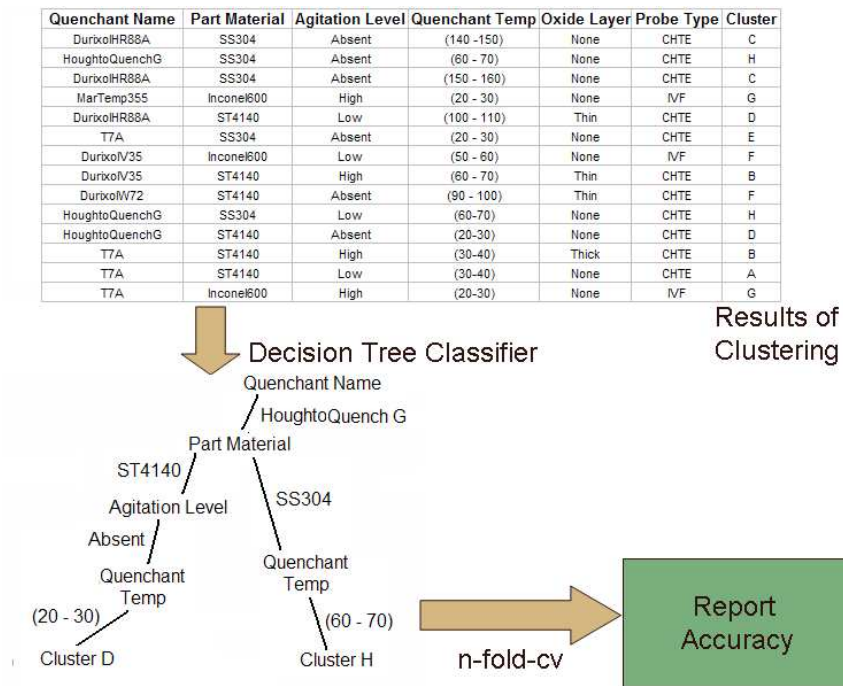 Quenchant Name Part Material Agitation Level Quenchant Temp Oxide Layer Probe Type Cluster
DurixolHR88A SS304 Absent (140 -150) None CHTE C
HoughtoQuenchG SS304 Absent (60 - 70) None CHTE H
DurixolHR88A SS304 Absent (150 - 160) None CHTE C
MarTemp355 Inconel600 High (20 - 30) None IVF G
DurixolHR88A ST4140 Low (100 - 110) Thin CHTE D
T7A SS304 Absent (20 - 30) None CHTE E
DurixolV35 Inconel600 Low (50 - 60) None IVF F
DurixolV35 ST4140 High (60 - 70) Thin CHTE B
DurixolW72 ST4140 Absent (90 - 100) Thin CHTE F
HoughtoQuenchG SS304 Low (60-70) None CHTE H
HoughtoQuenchG ST4140 Absent (20-30) None CHTE D
T7A ST4140 High (30-40) Thick CHTE B
T7A ST4140 Low (30-40) None CHTE A
T7A Inconel600 High (20-30) None IVF G
Results of
Clustering
Decision Tree Classifier
Quenchant Name
HoughtoQuench G
Part Material
ST4140
SS304
Agitation Level
Absent
Quenchant
Temp
Quenchant
Temp
(20 - 30)
(60 - 70)
Cluster D
Cluster H
n-fold-cv
Report
Accuracy